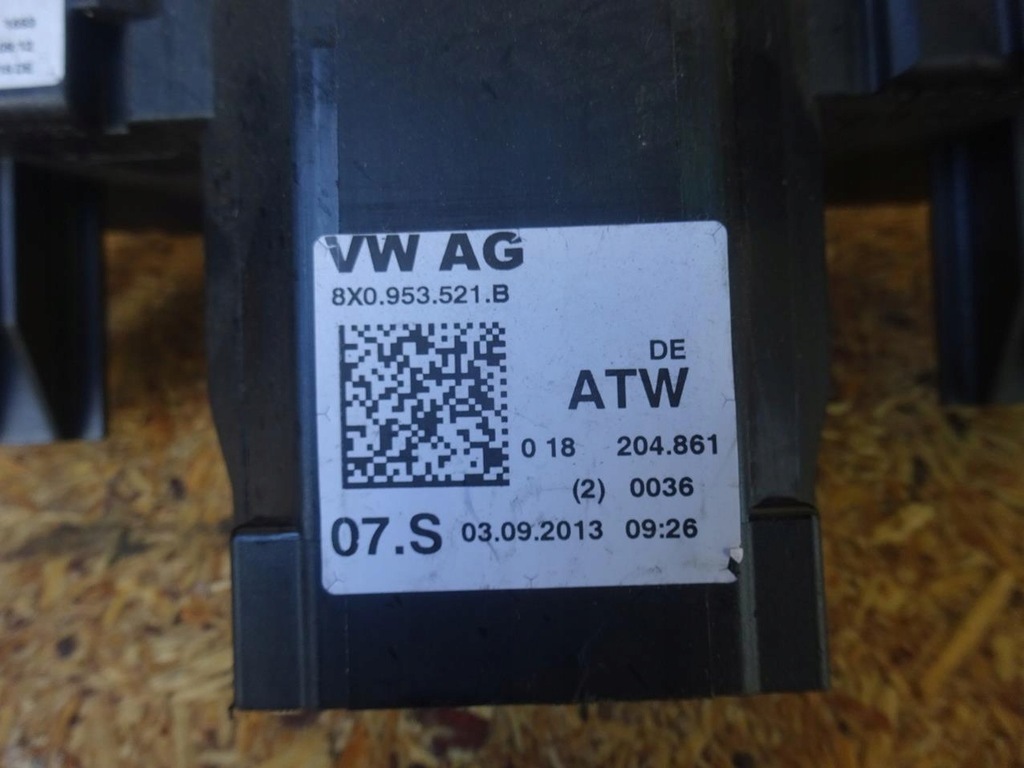 VW AG
8X0.953.521.B
DE
ATW
0 18 204.861
(2) 0036
07.S 03.09.2013 09:26